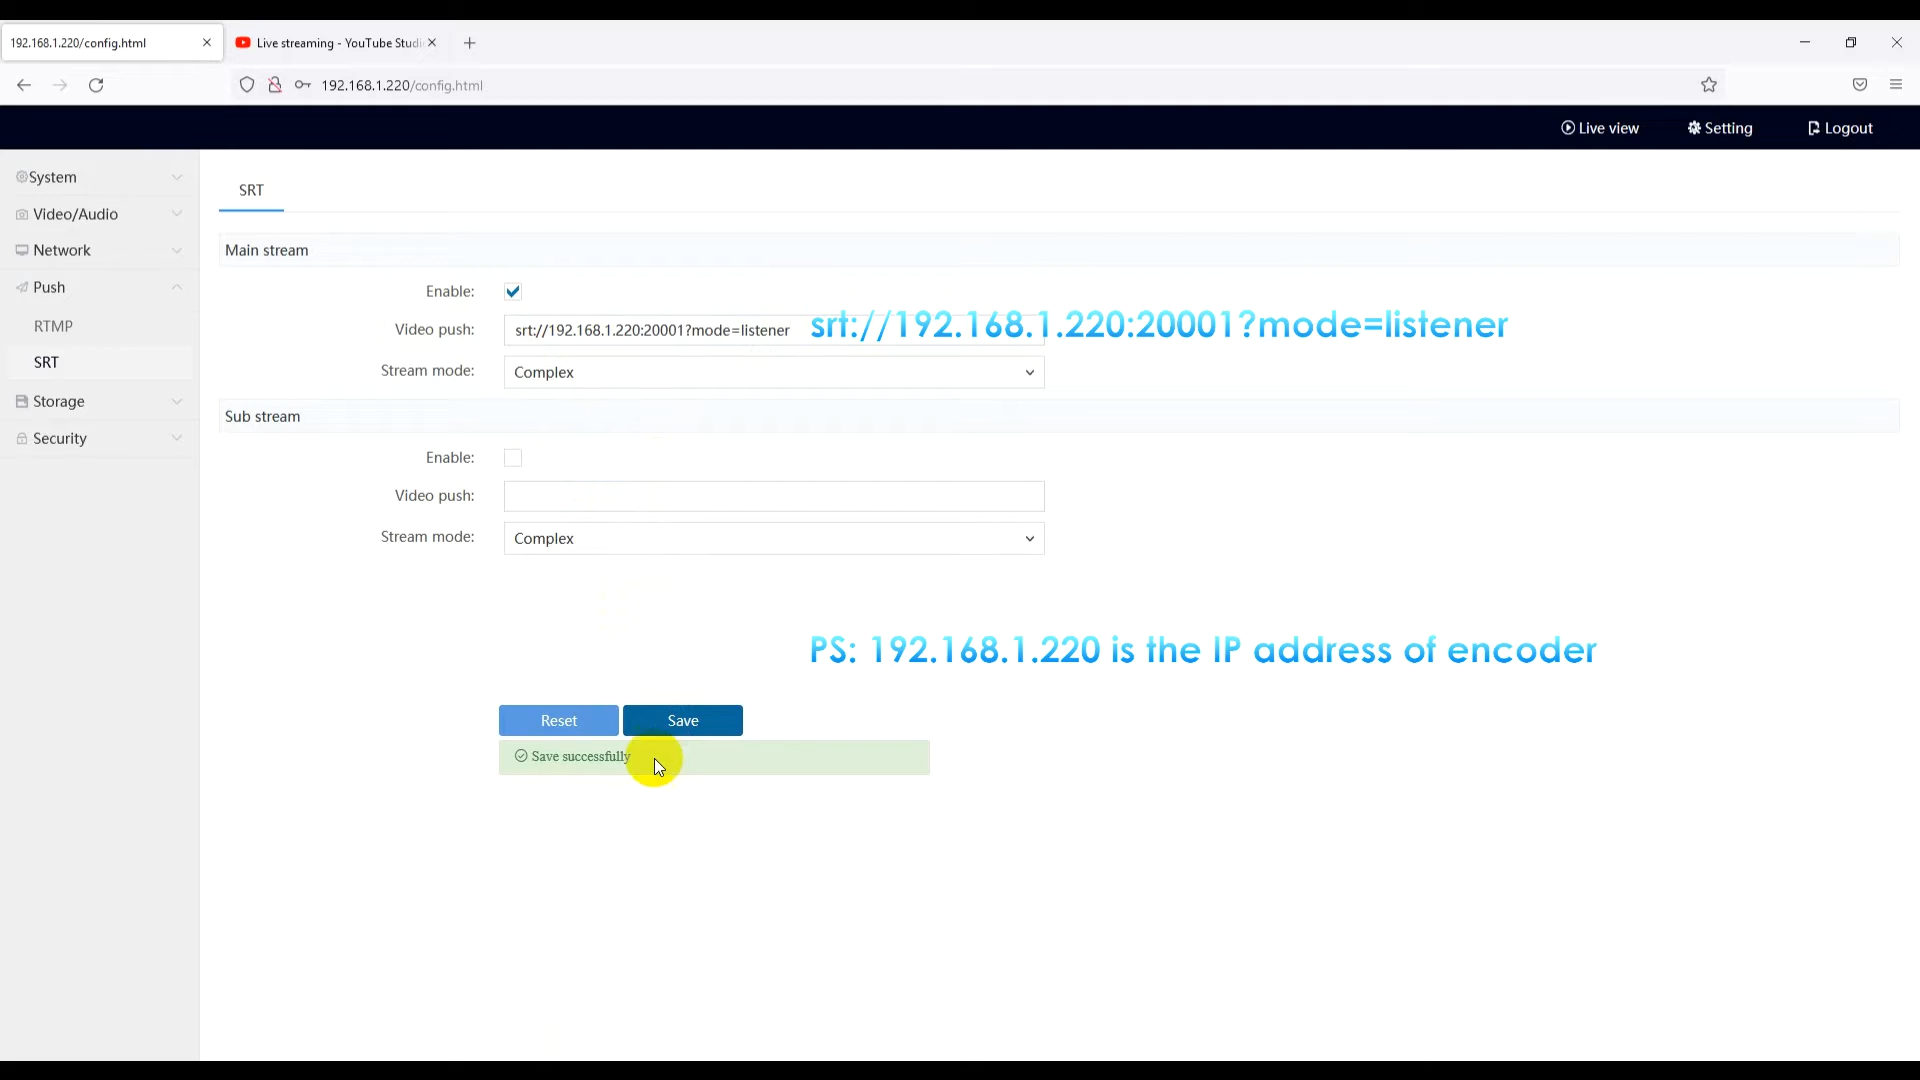 192.168.1.220/config.html
Live streaming - YouTube Studi
192.168.1.220/config.html
Live view
Setting
Logout
System
Video/Audio
Network
Push
RTMP
SRT
Storage
Security
SRT
Main stream
Enable:
Video push: srt://192.168.1.220:20001?mode=listener
srt://192.168.1.220:20001?mode=listener
Stream mode: Complex
Sub stream
Enable:
Video push:
Stream mode: Complex
PS: 192.168.1.220 is the IP address of encoder
Reset
Save
Save successfully